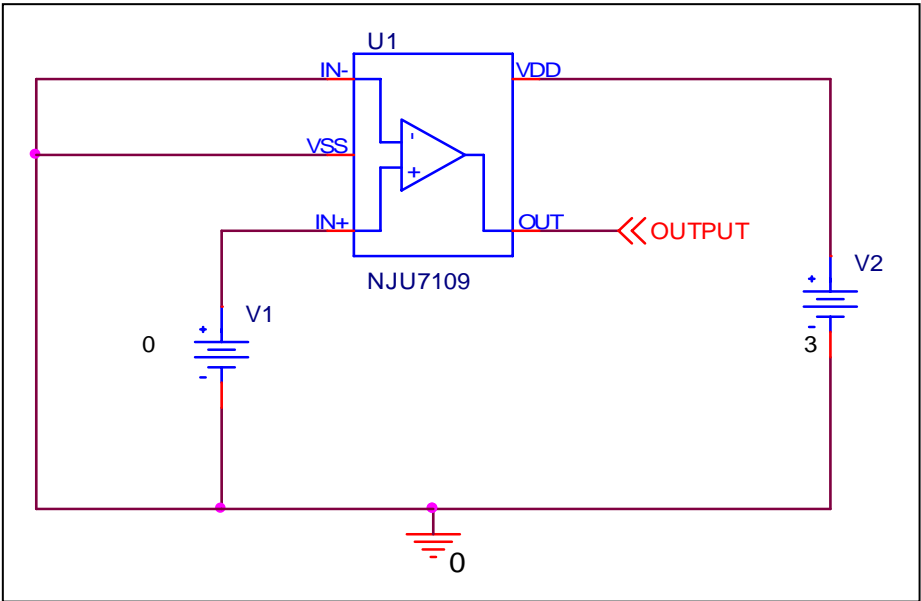 U1
IN-
VDD
VSS
-
+
IN+
OUT
OUTPUT
NJU7109
V1
+
0
-
V2
+
-
3
0